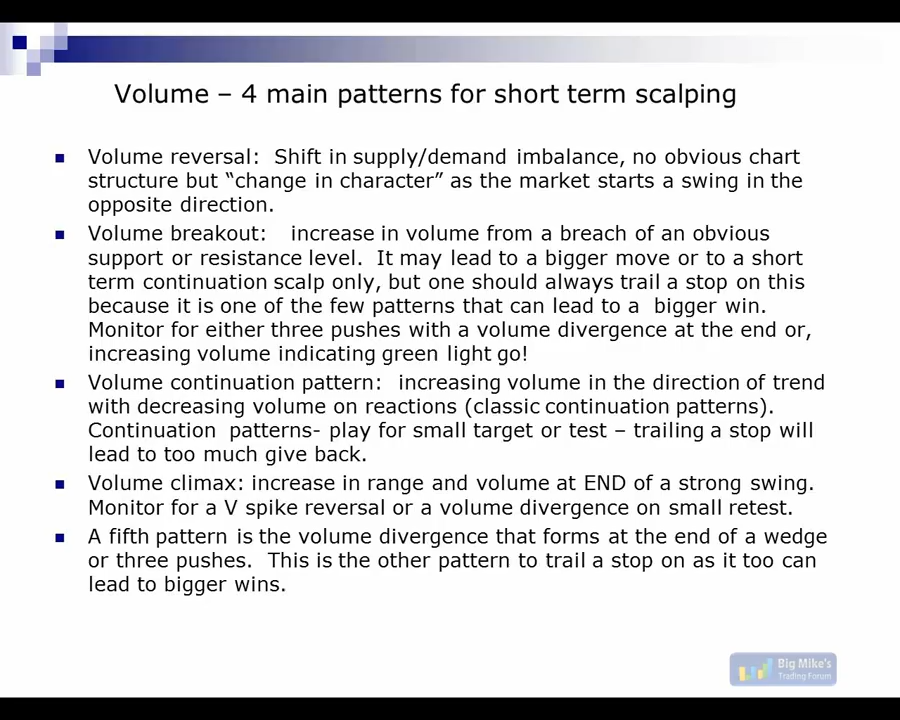 Volume – 4 main patterns for short term scalping
Volume reversal: Shift in supply/demand imbalance, no obvious chart
structure but “change in character” as the market starts a swing in the
opposite direction.
Volume breakout: increase in volume from a breach of an obvious
support or resistance level. It may lead to a bigger move or to a short
term continuation scalp only, but one should always trail a stop on this
because it is one of the few patterns that can lead to a bigger win.
Monitor for either three pushes with a volume divergence at the end or,
increasing volume indicating green light go!
Volume continuation pattern: increasing volume in the direction of trend
with decreasing volume on reactions (classic continuation patterns).
Continuation patterns- play for small target or test – trailing a stop will
lead to too much give back.
Volume climax: increase in range and volume at END of a strong swing.
Monitor for a V spike reversal or a volume divergence on small retest.
A fifth pattern is the volume divergence that forms at the end of a wedge
or three pushes. This is the other pattern to trail a stop on as it too can
lead to bigger wins.
Big Mike's
Trading Forum